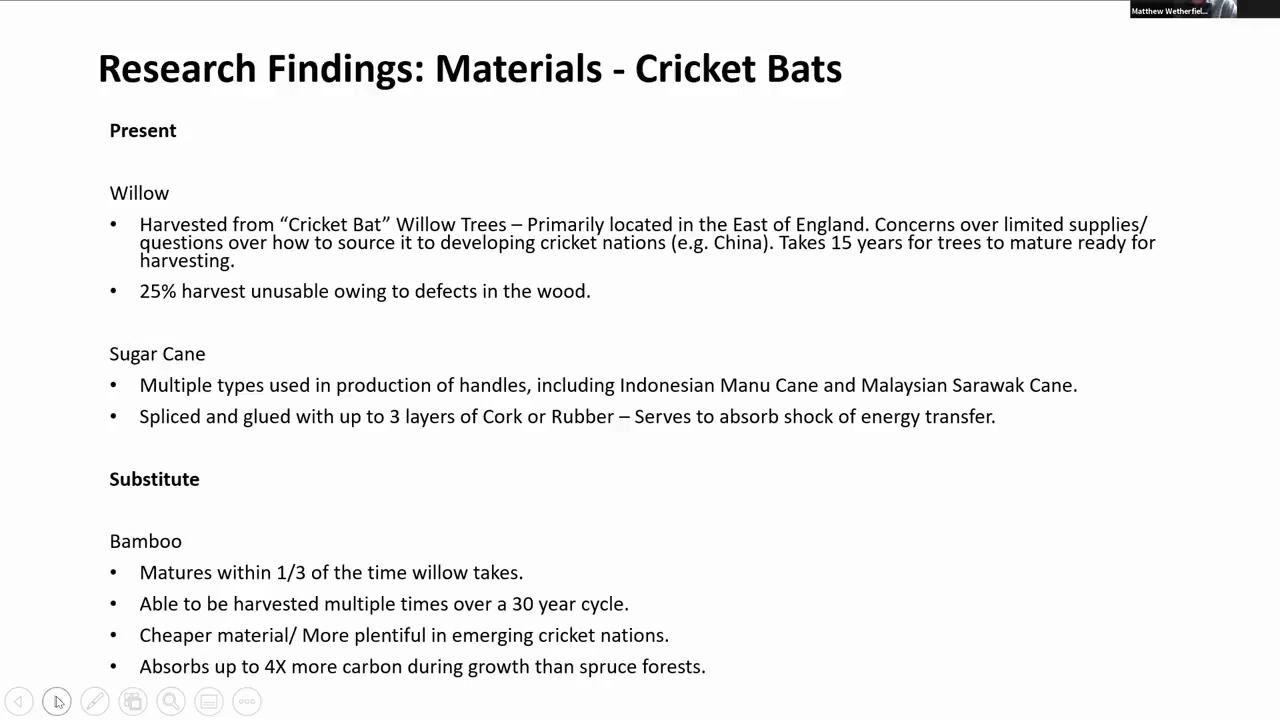 Matthew Wetherfiel...
Research Findings: Materials - Cricket Bats
Present
Willow
• Harvested from “Cricket Bat” Willow Trees – Primarily located in the East of England. Concerns over limited supplies/
questions over how to source it to developing cricket nations (e.g. China). Takes 15 years for trees to mature ready for
harvesting.
• 25% harvest unusable owing to defects in the wood.
Sugar Cane
• Multiple types used in production of handles, including Indonesian Manu Cane and Malaysian Sarawak Cane.
• Spliced and glued with up to 3 layers of Cork or Rubber – Serves to absorb shock of energy transfer.
Substitute
Bamboo
• Matures within 1/3 of the time willow takes.
• Able to be harvested multiple times over a 30 year cycle.
• Cheaper material/ More plentiful in emerging cricket nations.
• Absorbs up to 4X more carbon during growth than spruce forests.